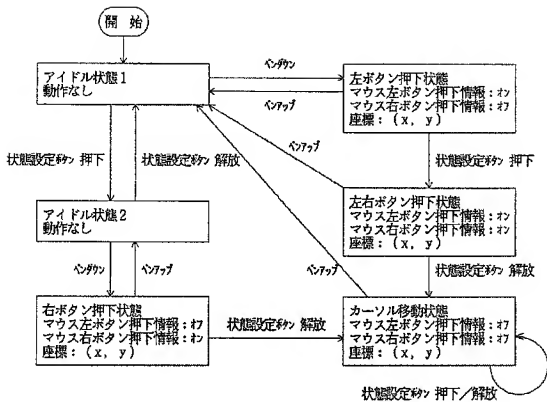 開 始
アイドル状態1
動作なし
ペンダウン
ペンアップ
左ボタン押下状態
マウス左ボタン押下情報:オン
マウス右ボタン押下情報:オフ
座標:(x, y)
状態設定ボタン 押下
状態設定ボタン 解放
ペンアップ
状態設定ボタン 押下
アイドル状態2
動作なし
左右ボタン押下状態
マウス左ボタン押下情報:オン
マウス右ボタン押下情報:オン
座標:(x, y)
ペンダウン
ペンアップ
ペンアップ
状態設定ボタン 解放
右ボタン押下状態
マウス左ボタン押下情報:オフ
マウス右ボタン押下情報:オン
座標:(x, y)
状態設定ボタン 解放
カーソル移動状態
マウス左ボタン押下情報:オフ
マウス右ボタン押下情報:オフ
座標:(x, y)
状態設定ボタン 押下/解放